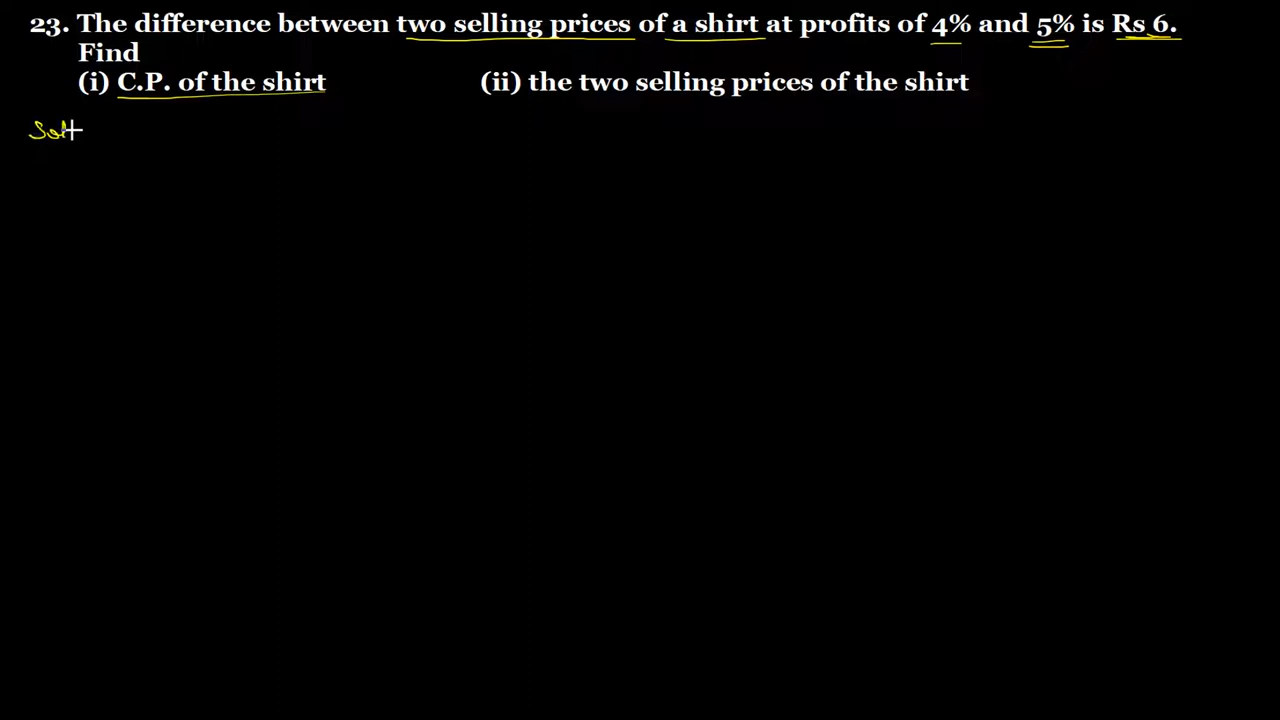 23. The difference between two selling prices of a shirt at profits of 4% and 5% is Rs 6.
Find
(i) C.P. of the shirt (ii) the two selling prices of the shirt
Sol